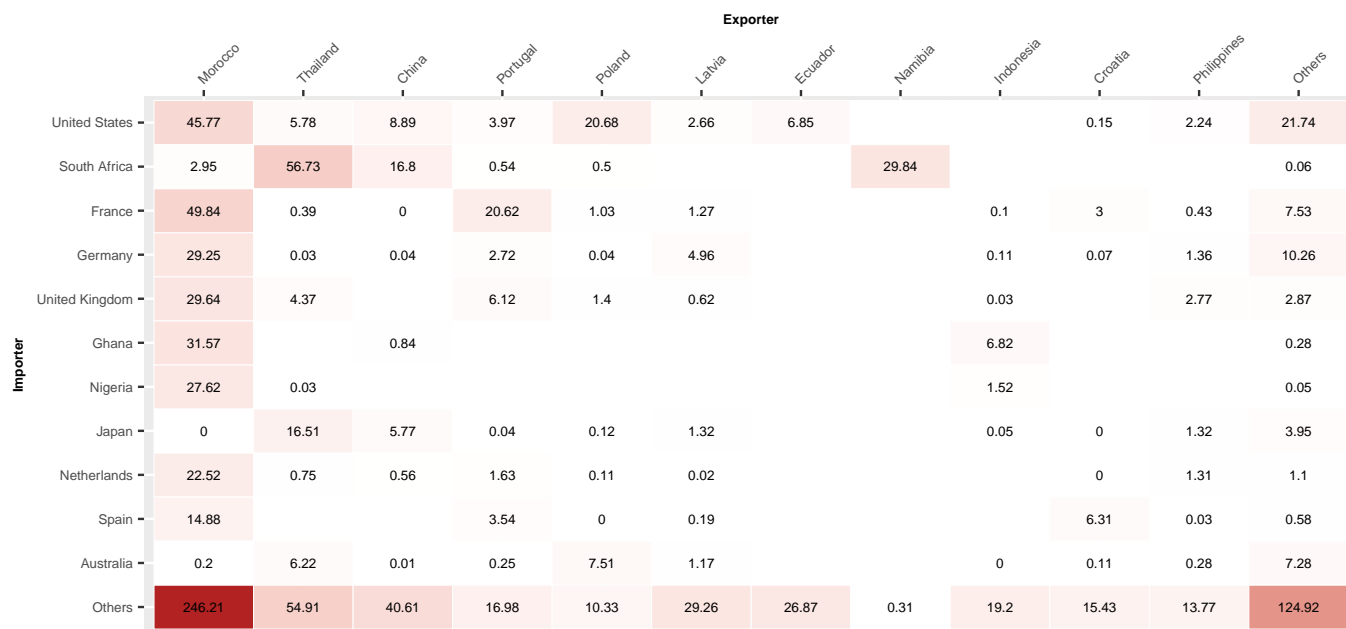 Exporter
Morocco Thailand China Portugal Poland Latvia Ecuador Namibia Indonesia Croatia Philippines Others
United States 45.77 5.78 8.89 3.97 20.68 2.66 6.85 0.15 2.24 21.74
South Africa 2.95 56.73 16.8 0.54 0.5 29.84 0.06
France 49.84 0.39 0 20.62 1.03 1.27 0.1 3 0.43 7.53
Germany 29.25 0.03 0.04 2.72 0.04 4.96 0.11 0.07 1.36 10.26
United Kingdom 29.64 4.37 6.12 1.4 0.62 0.03 2.77 2.87
Ghana 31.57 0.84 6.82 0.28
Importer
Nigeria 27.62 0.03 1.52 0.05
Japan 0 16.51 5.77 0.04 0.12 1.32 0.05 0 1.32 3.95
Netherlands 22.52 0.75 0.56 1.63 0.11 0.02 0 1.31 1.1
Spain 14.88 3.54 0 0.19 6.31 0.03 0.58
Australia 0.2 6.22 0.01 0.25 7.51 1.17 0 0.11 0.28 7.28
Others 246.21 54.91 40.61 16.98 10.33 29.26 26.87 0.31 19.2 15.43 13.77 124.92